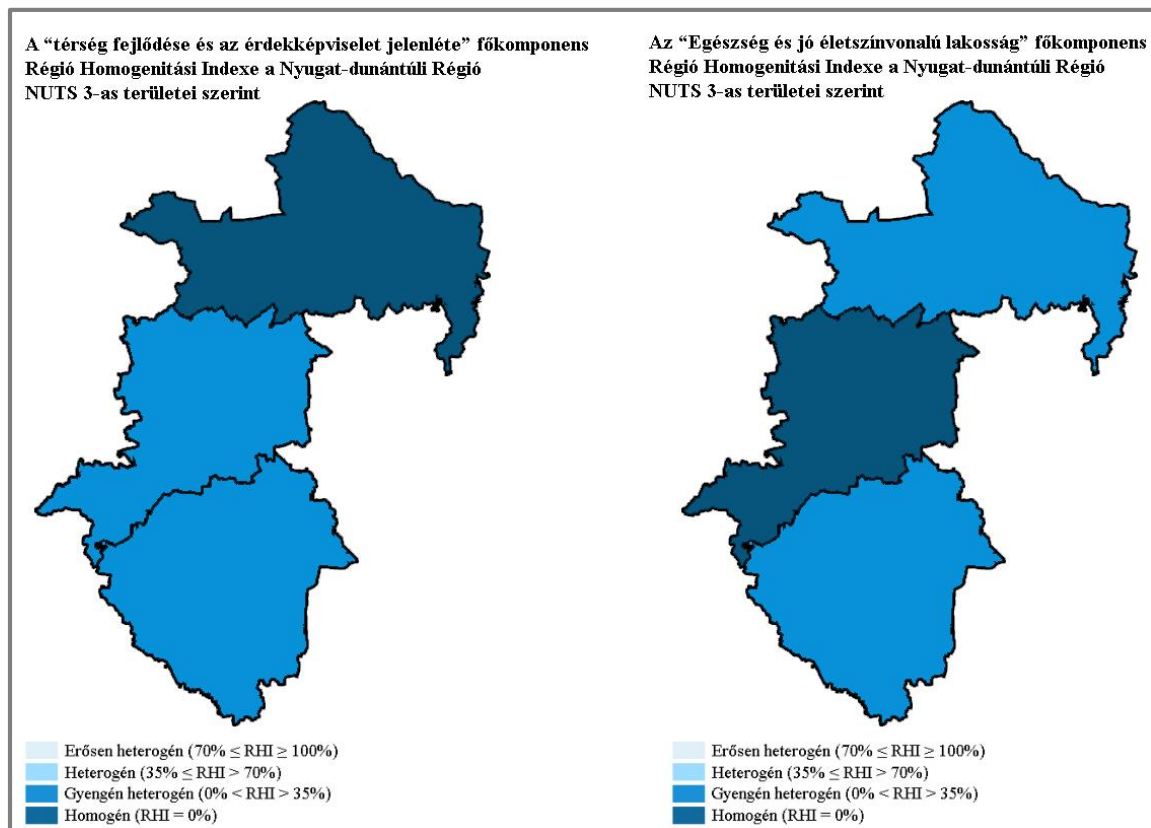 A “térség fejlődése és az érdekképviselet jelenléte” főkomponens
Régió Homogenitási Indexe a Nyugat-dunántúli Régió
NUTS 3-as területei szerint
Erősen heterogén (70% ≤ RHI ≥ 100%)
Heterogén (35% ≤ RHI > 70%)
Gyengén heterogén (0% < RHI > 35%)
Homogén (RHI = 0%)
Az “Egészség és jó életszínvonalú lakosság” főkomponens
Régió Homogenitási Indexe a Nyugat-dunántúli Régió
NUTS 3-as területei szerint
Erősen heterogén (70% ≤ RHI ≥ 100%)
Heterogén (35% ≤ RHI > 70%)
Gyengén heterogén (0% < RHI > 35%)
Homogén (RHI = 0%)